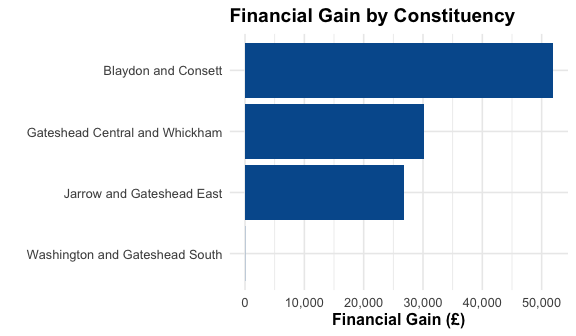 Financial Gain by Constituency
Blaydon and Consett
Gateshead Central and Whickham
Jarrow and Gateshead East
Washington and Gateshead South
0 10,000 20,000 30,000 40,000 50,000
Financial Gain (£)